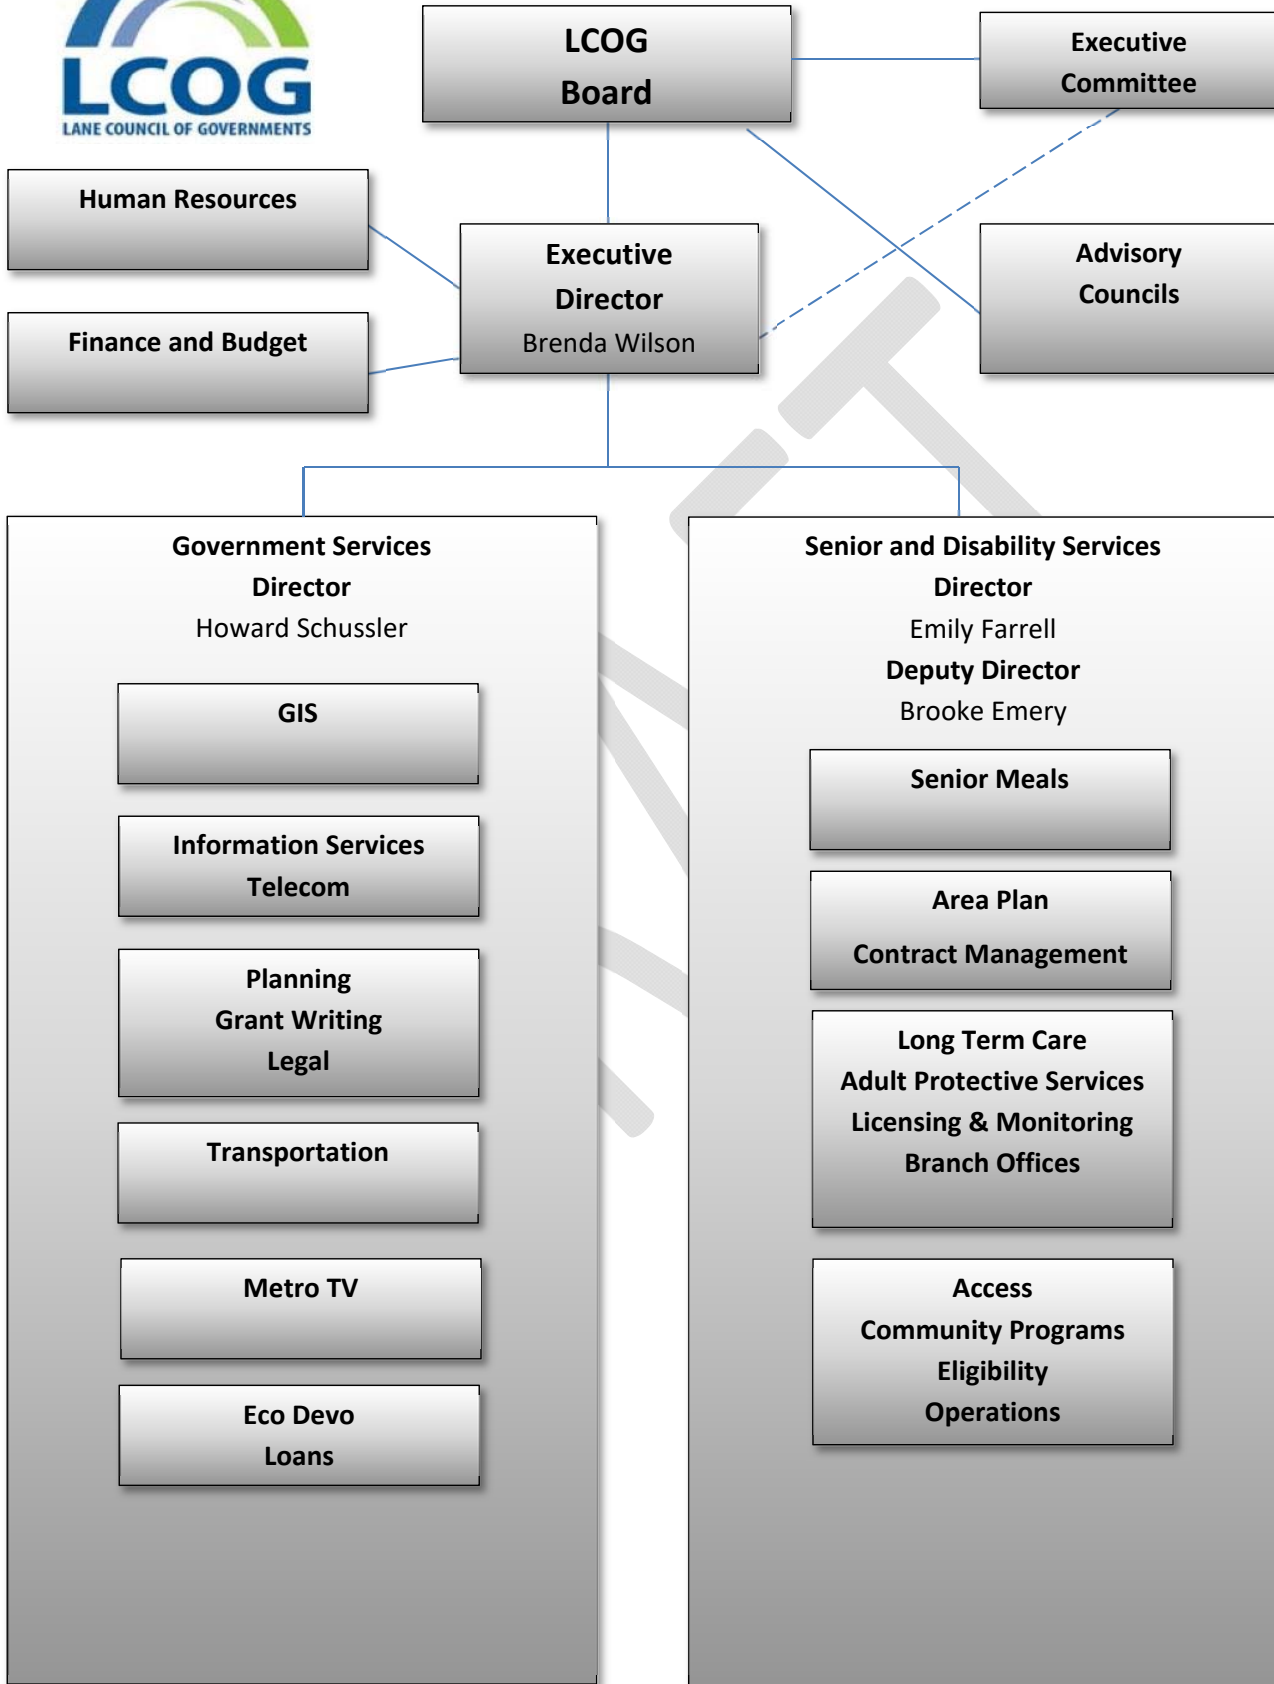 LCOG
LANE COUNCIL OF GOVERNMENTS
LCOG
Board
Executive
Committee
Human Resources
Executive
Director
Brenda Wilson
Advisory
Councils
Finance and Budget
Government Services
Director
Howard Schussler
GIS
Information Services
Telecom
Planning
Grant Writing
Legal
Transportation
Metro TV
Eco Devo
Loans
Senior and Disability Services
Director
Emily Farrell
Deputy Director
Brooke Emery
Senior Meals
Area Plan
Contract Management
Long Term Care
Adult Protective Services
Licensing & Monitoring
Branch Offices
Access
Community Programs
Eligibility
Operations